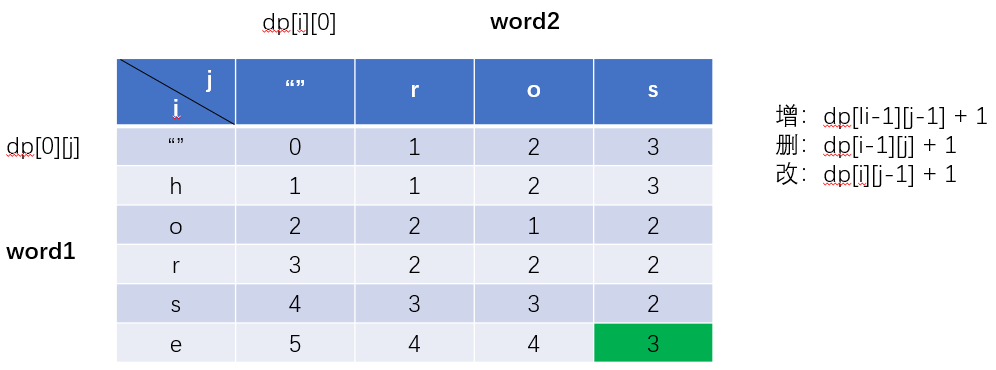 dp[i][0] word2
j i “” r o s
dp[0][j] “” 0 1 2 3
h 1 1 2 3
o 2 2 1 2
word1
r 3 2 2 2
s 4 3 3 2
e 5 4 4 3
增：dp[li-1][j-1] + 1
删：dp[i-1][j] + 1
改：dp[i][j-1] + 1